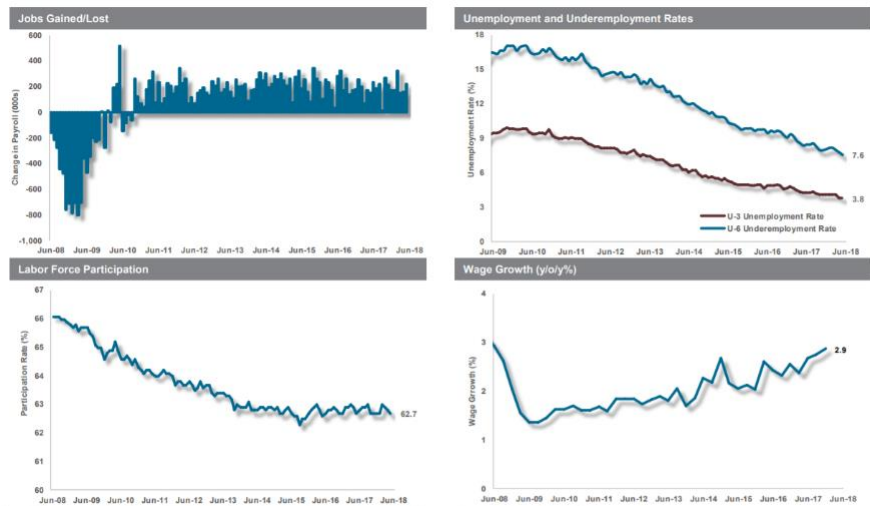 Jobs Gained/Lost
600
400
200
0
-200
-400
-600
-800
-1,000
Change in Payroll (000s)
Jun-08 Jun-09 Jun-10 Jun-11 Jun-12 Jun-13 Jun-14 Jun-15 Jun-16 Jun-17 Jun-18
Unemployment and Underemployment Rates
18
15
12
9
6
3
0
Unemployment Rate (%)
7.6
3.8
U-3 Unemployment Rate
U-6 Underemployment Rate
Jun-09 Jun-10 Jun-11 Jun-12 Jun-13 Jun-14 Jun-15 Jun-16 Jun-17 Jun-18
Labor Force Participation
67
66
65
64
63
62
61
60
Participation Rate (%)
62.7
Jun-08 Jun-09 Jun-10 Jun-11 Jun-12 Jun-13 Jun-14 Jun-15 Jun-16 Jun-17 Jun-18
Wage Growth (y/o/y%)
4
3
2
1
0
Wage Grrowth (%)
2.9
Jun-08 Jun-09 Jun-10 Jun-11 Jun-12 Jun-13 Jun-14 Jun-15 Jun-16 Jun-17 Jun-18